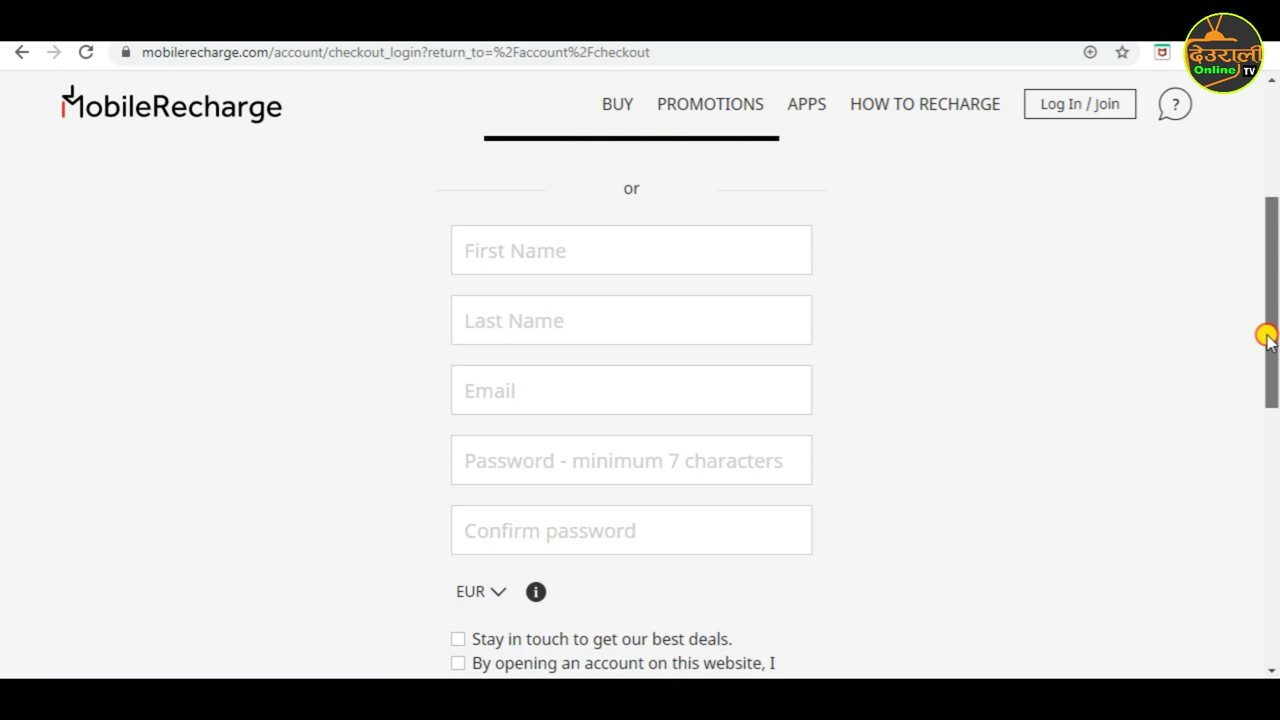 mobilerecharge.com/account/checkout_login?return_to=%2Faccount%2Fcheckout
देउराली
Online TV
MobileRecharge
BUY PROMOTIONS APPS HOW TO RECHARGE Log In / Join ?
or
First Name
Last Name
Email
Password - minimum 7 characters
Confirm password
EUR i
Stay in touch to get our best deals.
By opening an account on this website, I